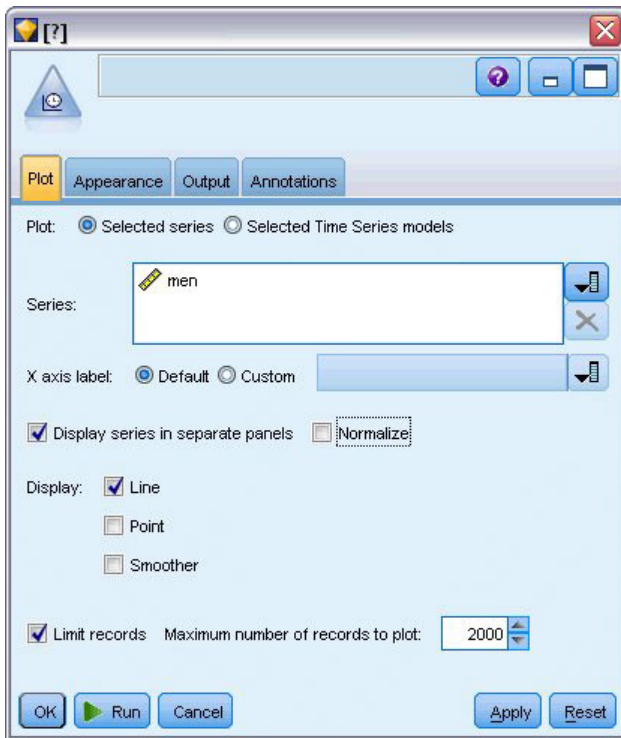 [?]
Plot Appearance Output Annotations
Plot: Selected series Selected Time Series models
Series: men
X axis label: Default Custom
Display series in separate panels Normalize
Display: Line
Point
Smoother
Limit records Maximum number of records to plot: 2000
OK Run Cancel Apply Reset